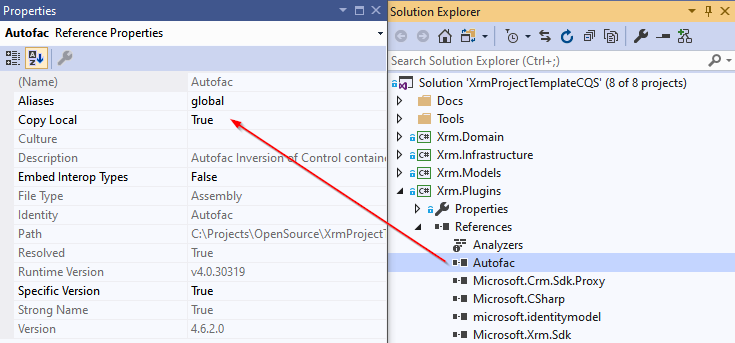 Properties
Autofac Reference Properties
(Name) Autofac
Aliases global
Copy Local True
Culture
Description Autofac Inversion of Control containe
Embed Interop Types False
File Type Assembly
Identity Autofac
Path C:\Projects\OpenSource\XrmProjectT
Resolved True
Runtime Version v4.0.30319
Specific Version True
Strong Name True
Version 4.6.2.0
Solution Explorer
Search Solution Explorer (Ctrl+;)
Solution 'XrmProjectTemplateCQS' (8 of 8 projects)
Docs
Tools
C# Xrm.Domain
C# Xrm.Infrastructure
C# Xrm.Models
C# Xrm.Plugins
Properties
References
Analyzers
Autofac
Microsoft.Crm.Sdk.Proxy
Microsoft.CSharp
microsoft.identitymodel
Microsoft.Xrm.Sdk